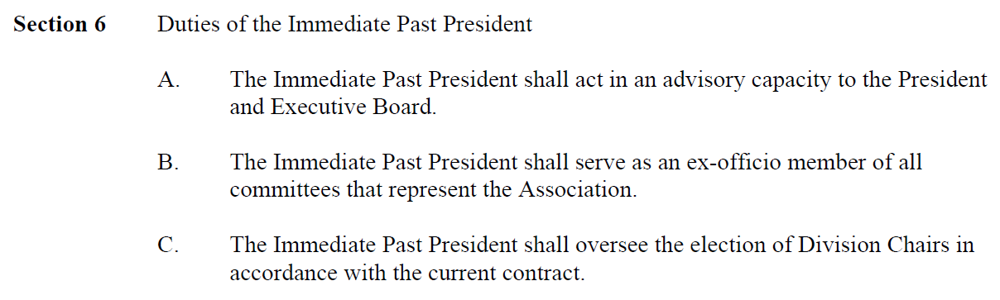 Section 6 Duties of the Immediate Past President
A. The Immediate Past President shall act in an advisory capacity to the President
and Executive Board.
B. The Immediate Past President shall serve as an ex-officio member of all
committees that represent the Association.
C. The Immediate Past President shall oversee the election of Division Chairs in
accordance with the current contract.